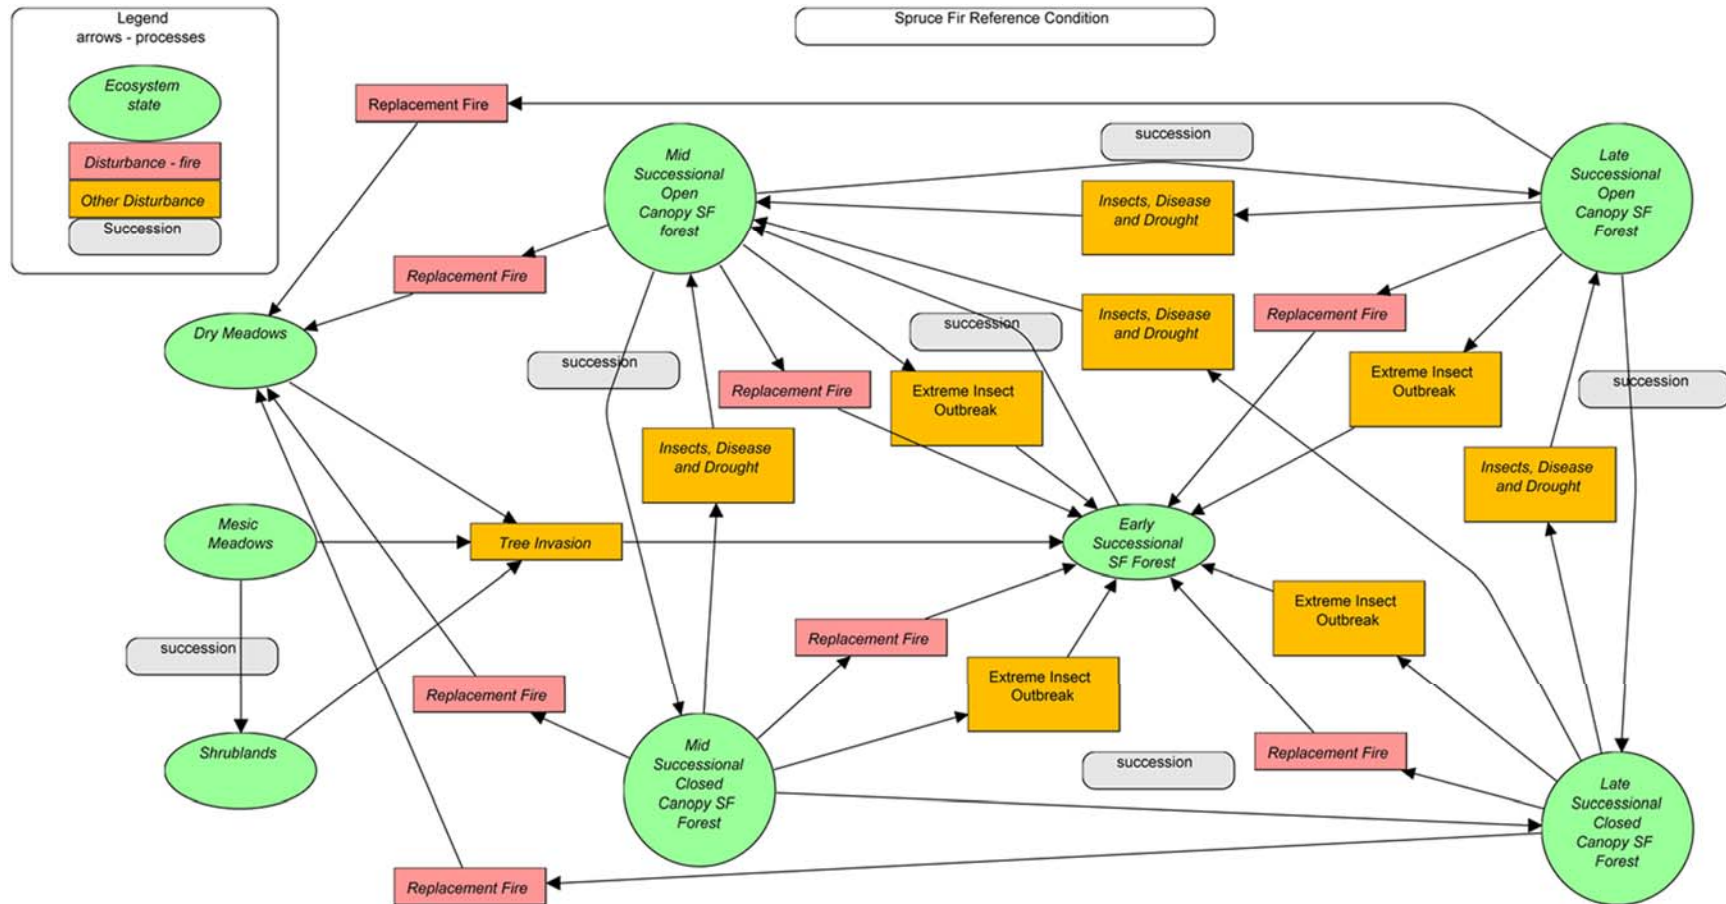 Legend
arrows - processes
Spruce Fir Reference Condition
Ecosystem
state
Disturbance - fire
Other Disturbance
Succession
Replacement Fire
Mid
Successional
Open
Canopy SF
forest
succession
Insects, Disease
and Drought
Late
Successional
Open
Canopy SF
Forest
Replacement Fire
Dry Meadows
succession
Insects, Disease
and Drought
succession
Replacement Fire
Replacement Fire
Extreme Insect
Outbreak
Extreme Insect
Outbreak
succession
Insects, Disease
and Drought
Insects, Disease
and Drought
Mesic
Meadows
Tree Invasion
Early
Successional
SF Forest
succession
Replacement Fire
Extreme Insect
Outbreak
Extreme Insect
Outbreak
Replacement Fire
Shrublands
Mid
Successional
Closed
Canopy SF
Forest
succession
Replacement Fire
Late
Successional
Closed
Canopy SF
Forest
Replacement Fire